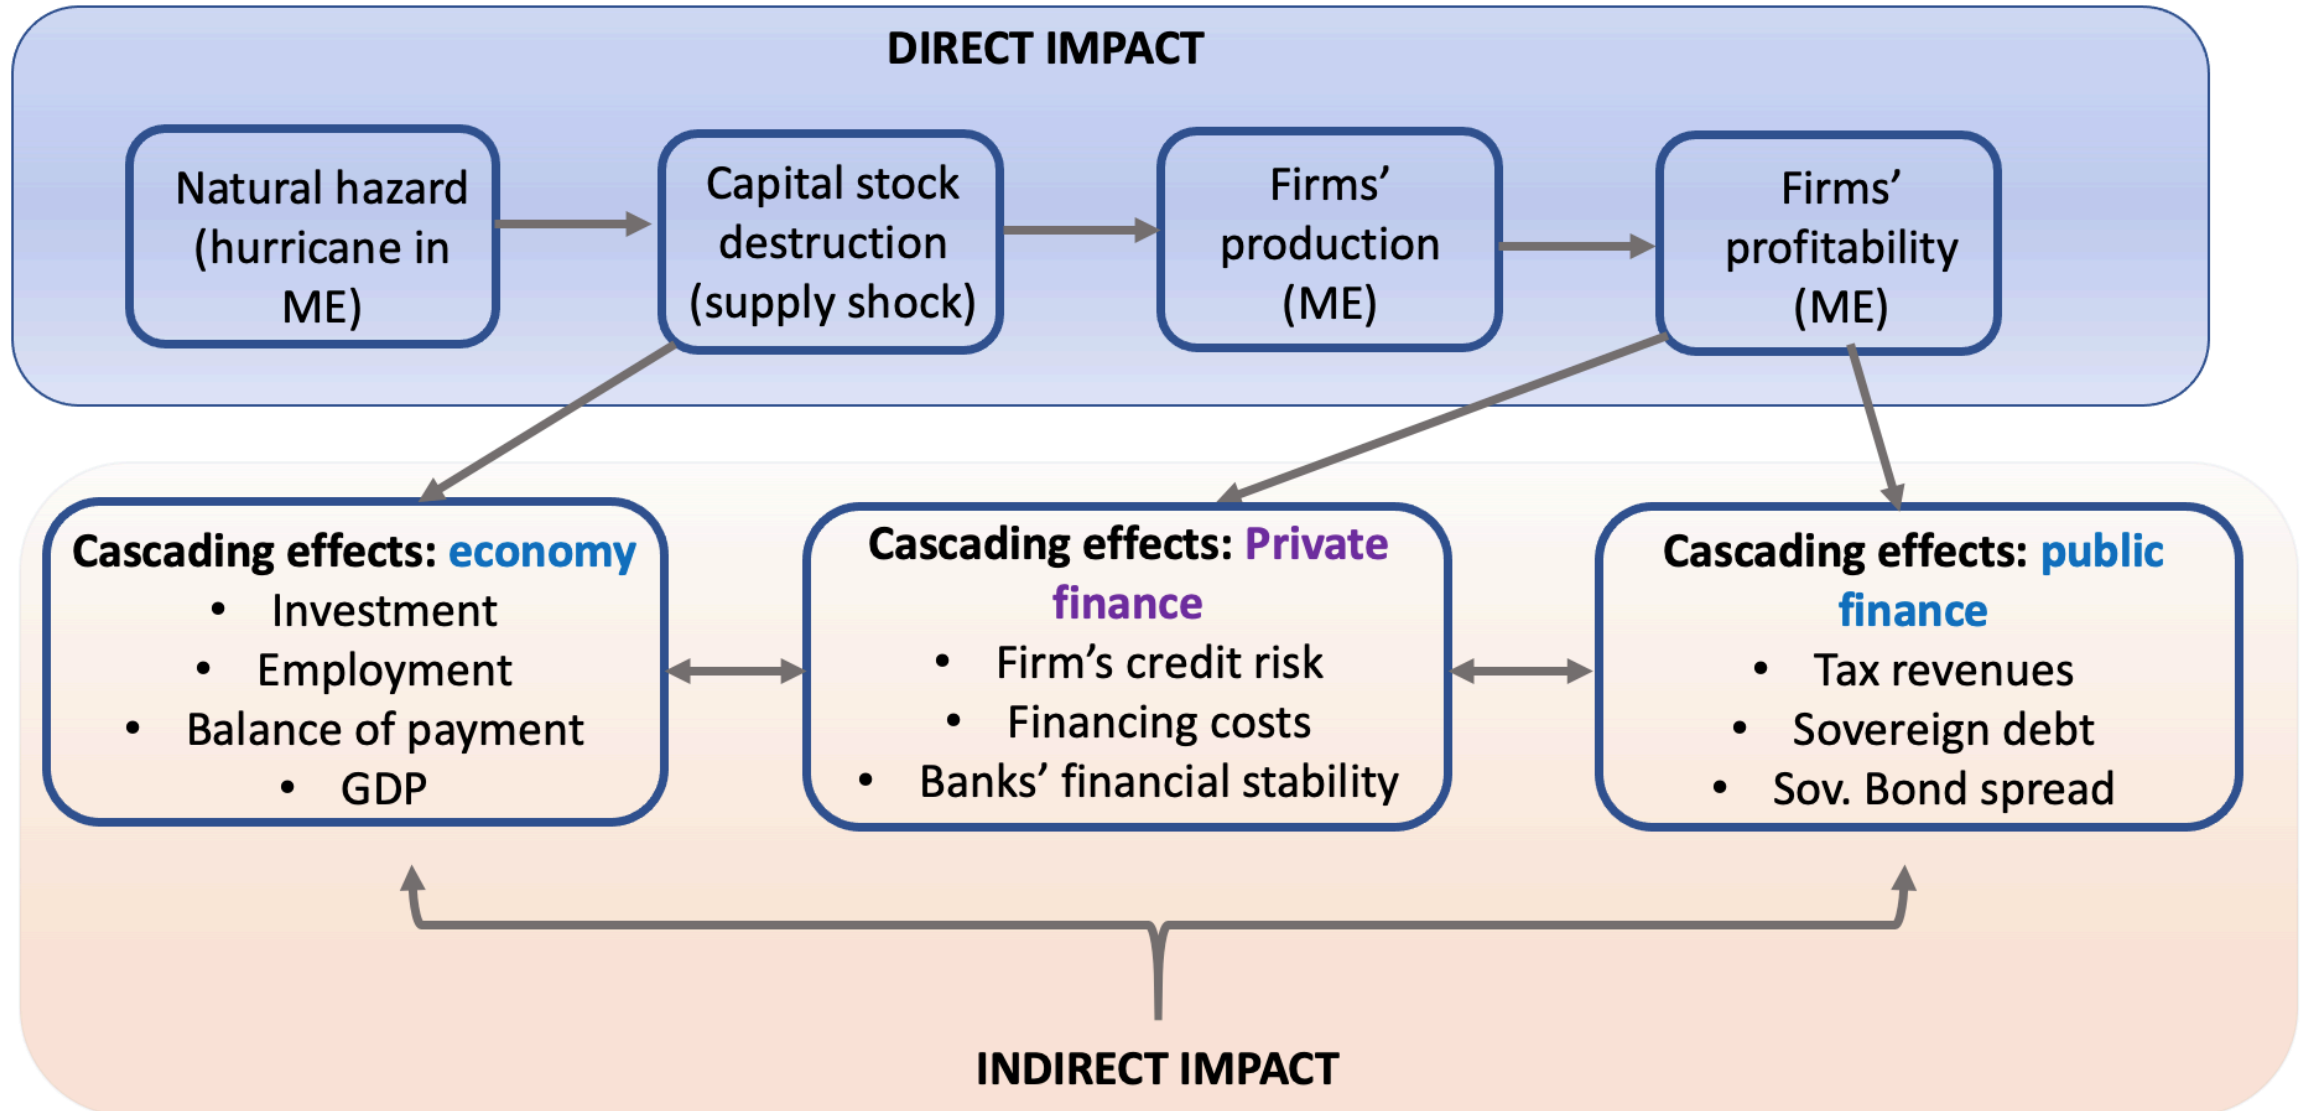 DIRECT IMPACT
Natural hazard
(hurricane in
ME)
Capital stock
destruction
(supply shock)
Firms’
production
(ME)
Firms’
profitability
(ME)
Cascading effects: economy
• Investment
• Employment
• Balance of payment
• GDP
Cascading effects: Private
finance
• Firm’s credit risk
• Financing costs
• Banks’ financial stability
Cascading effects: public
finance
• Tax revenues
• Sovereign debt
• Sov. Bond spread
INDIRECT IMPACT